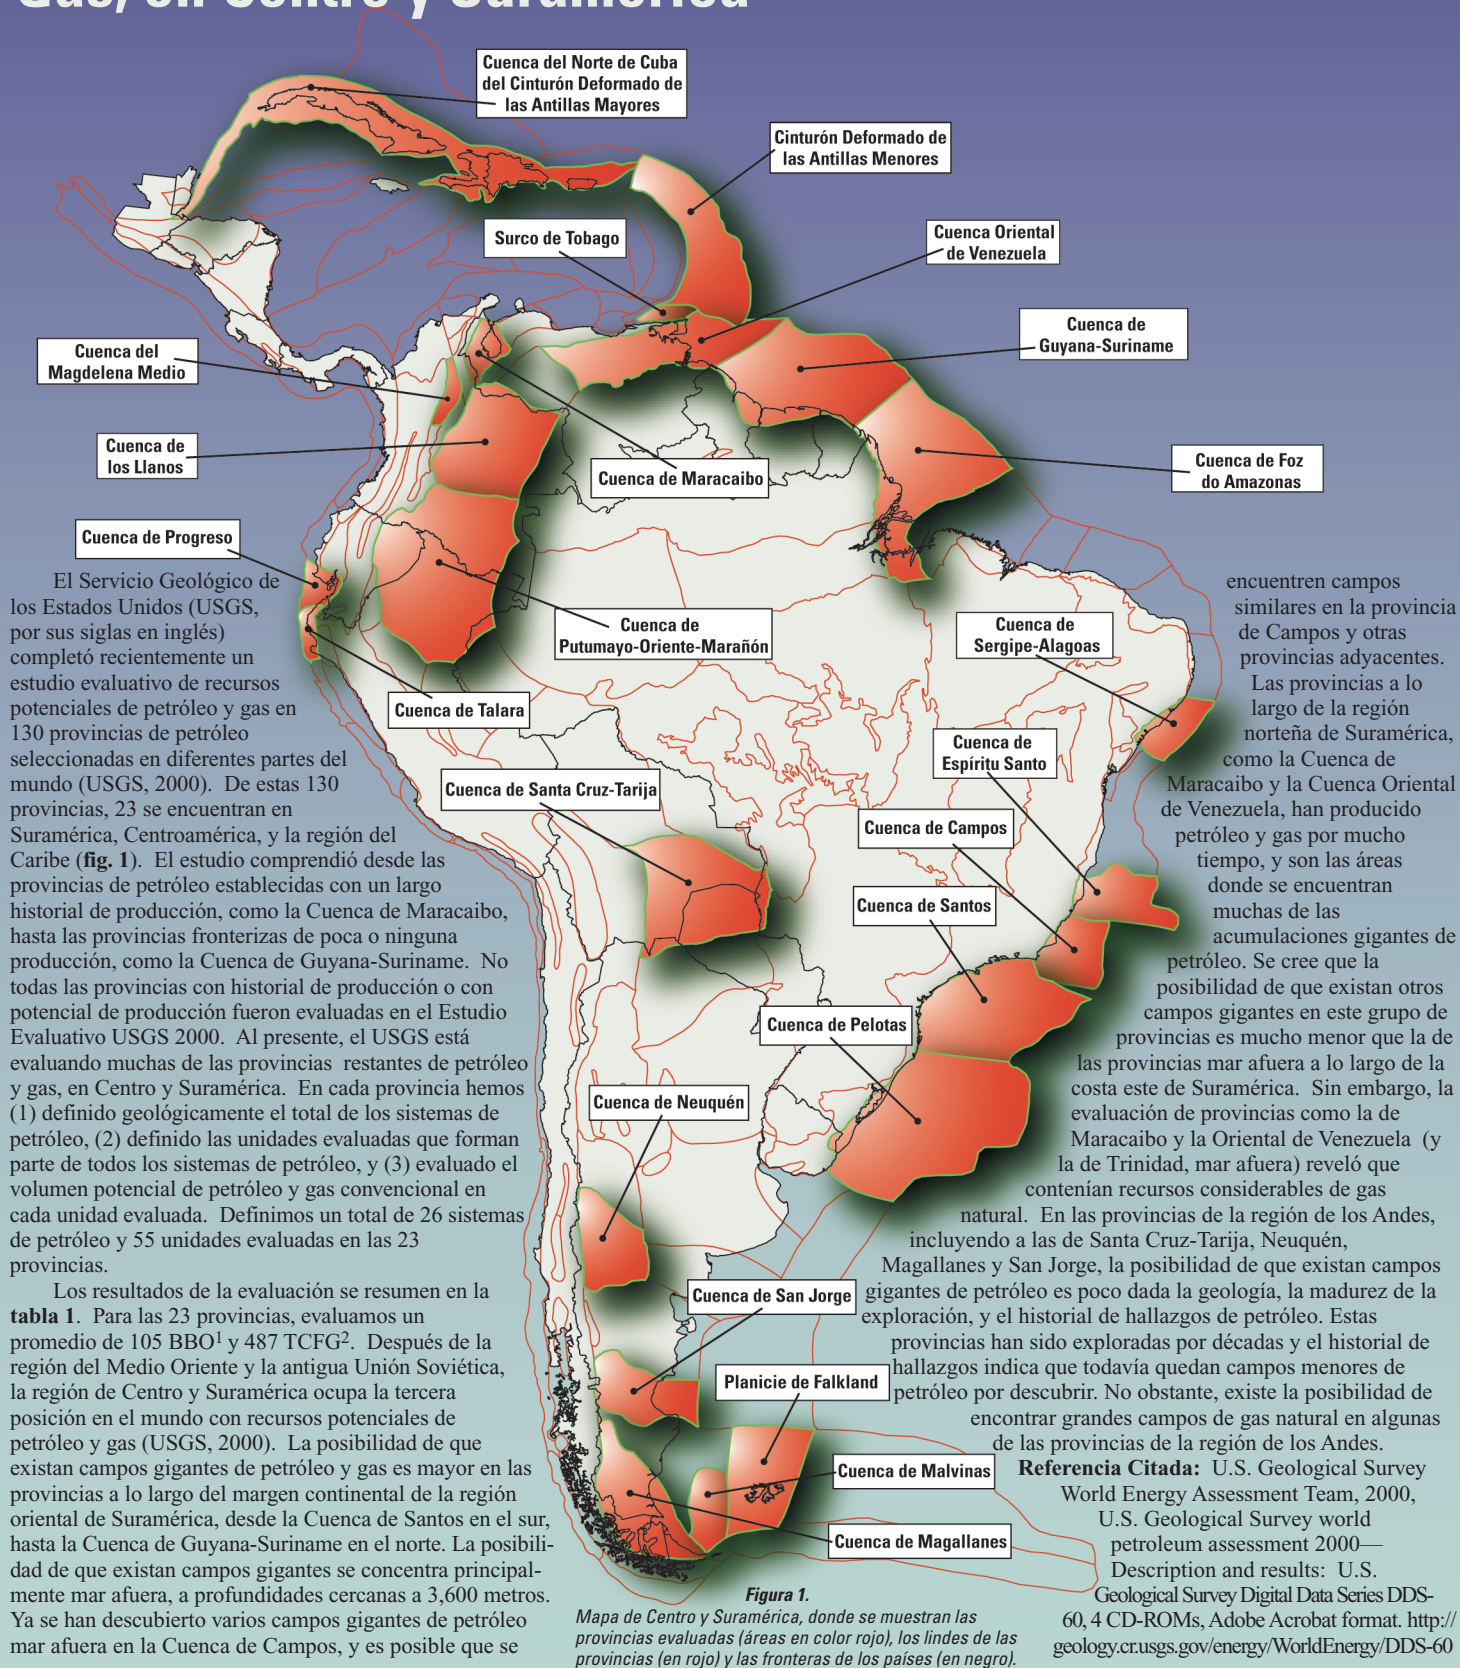 Gas, en Centro y Suramérica
Cuenca del Norte de Cuba
del Cinturón Deformado de
las Antillas Mayores
Cinturón Deformado de
las Antillas Menores
Surco de Tobago
Cuenca Oriental
de Venezuela
Cuenca de
Guyana-Suriname
Cuenca del
Magdelena Medio
Cuenca de
los Llanos
Cuenca de Maracaibo
Cuenca de Foz
do Amazonas
Cuenca de Progreso
Cuenca de
Putumayo-Oriente-Marañón
Cuenca de
Sergipe-Alagoas
Cuenca de Talara
Cuenca de
Espíritu Santo
Cuenca de Santa Cruz-Tarija
Cuenca de Campos
Cuenca de Santos
Cuenca de Pelotas
Cuenca de Neuquén
Cuenca de San Jorge
Planicie de Falkland
Cuenca de Malvinas
Cuenca de Magallanes
El Servicio Geológico de
los Estados Unidos (USGS,
por sus siglas en inglés)
completó recientemente un
estudio evaluativo de recursos
potenciales de petróleo y gas en
130 provincias de petróleo
seleccionadas en diferentes partes del
mundo (USGS, 2000). De estas 130
provincias, 23 se encuentran en
Suramérica, Centroamérica, y la región del
Caribe (fig. 1). El estudio comprendió desde las
provincias de petróleo establecidas con un largo
historial de producción, como la Cuenca de Maracaibo,
hasta las provincias fronterizas de poca o ninguna
producción, como la Cuenca de Guyana-Suriname. No
todas las provincias con historial de producción o con
potencial de producción fueron evaluadas en el Estudio
Evaluativo USGS 2000. Al presente, el USGS está
evaluando muchas de las provincias restantes de petróleo
y gas, en Centro y Suramérica. En cada provincia hemos
(1) definido geológicamente el total de los sistemas de
petróleo, (2) definido las unidades evaluadas que forman
parte de todos los sistemas de petróleo, y (3) evaluado el
volumen potencial de petróleo y gas convencional en
cada unidad evaluada. Definimos un total de 26 sistemas
de petróleo y 55 unidades evaluadas en las 23
provincias.
Los resultados de la evaluación se resumen en la
tabla 1. Para las 23 provincias, evaluamos un
promedio de 105 BBO1 y 487 TCFG2. Después de la
región del Medio Oriente y la antigua Unión Soviética,
la región de Centro y Suramérica ocupa la tercera
posición en el mundo con recursos potenciales de
petróleo y gas (USGS, 2000). La posibilidad de que
existan campos gigantes de petróleo y gas es mayor en las
provincias a lo largo del margen continental de la región
oriental de Suramérica, desde la Cuenca de Santos en el sur,
hasta la Cuenca de Guyana-Suriname en el norte. La posibili-
dad de que existan campos gigantes se concentra principal-
mente mar afuera, a profundidades cercanas a 3,600 metros.
Ya se han descubierto varios campos gigantes de petróleo
mar afuera en la Cuenca de Campos, y es posible que se
encuentren campos
similares en la provincia
de Campos y otras
provincias adyacentes.
Las provincias a lo
largo de la región
norteña de Suramérica,
como la Cuenca de
Maracaibo y la Cuenca Oriental
de Venezuela, han producido
petróleo y gas por mucho
tiempo, y son las áreas
donde se encuentran
muchas de las
acumulaciones gigantes de
petróleo. Se cree que la
posibilidad de que existan otros
campos gigantes en este grupo de
provincias es mucho menor que la de
las provincias mar afuera a lo largo de la
costa este de Suramérica. Sin embargo, la
evaluación de provincias como la de
Maracaibo y la Oriental de Venezuela (y
la de Trinidad, mar afuera) reveló que
contenían recursos considerables de gas
natural. En las provincias de la región de los Andes,
incluyendo a las de Santa Cruz-Tarija, Neuquén,
Magallanes y San Jorge, la posibilidad de que existan campos
gigantes de petróleo es poco dada la geología, la madurez de la
exploración, y el historial de hallazgos de petróleo. Estas
provincias han sido exploradas por décadas y el historial de
hallazgos indica que todavía quedan campos menores de
petróleo por descubrir. No obstante, existe la posibilidad de
encontrar grandes campos de gas natural en algunas
de las provincias de la región de los Andes.
Referencia Citada: U.S. Geological Survey
World Energy Assessment Team, 2000,
U.S. Geological Survey world
petroleum assessment 2000—
Description and results: U.S.
Geological Survey Digital Data Series DDS-
60, 4 CD-ROMs, Adobe Acrobat format. http://
geology.cr.usgs.gov/energy/WorldEnergy/DDS-60
Figura 1.
Mapa de Centro y Suramérica, donde se muestran las
provincias evaluadas (áreas en color rojo), los lindes de las
provincias (en rojo) y las fronteras de los países (en negro).